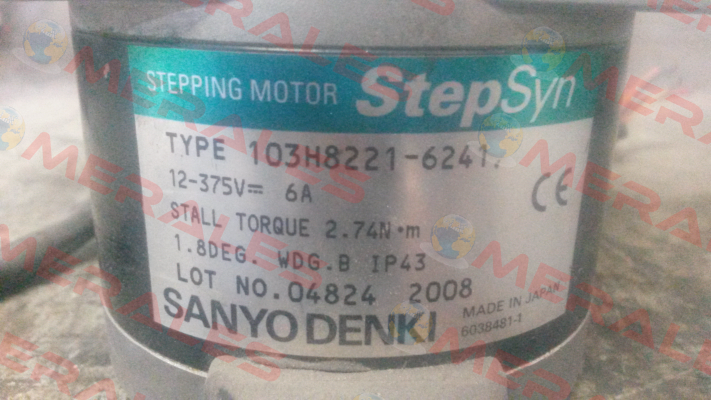 STEPPING MOTOR StepSyn
TYPE 103H8221-6241
12-375V⎓ 6A
STALL TORQUE 2.74N·m
1.8DEG. WDG.B IP43
LOT NO.04824 2008
SANYO DENKI
MADE IN JAPAN
6038481-1
CE
MERALES